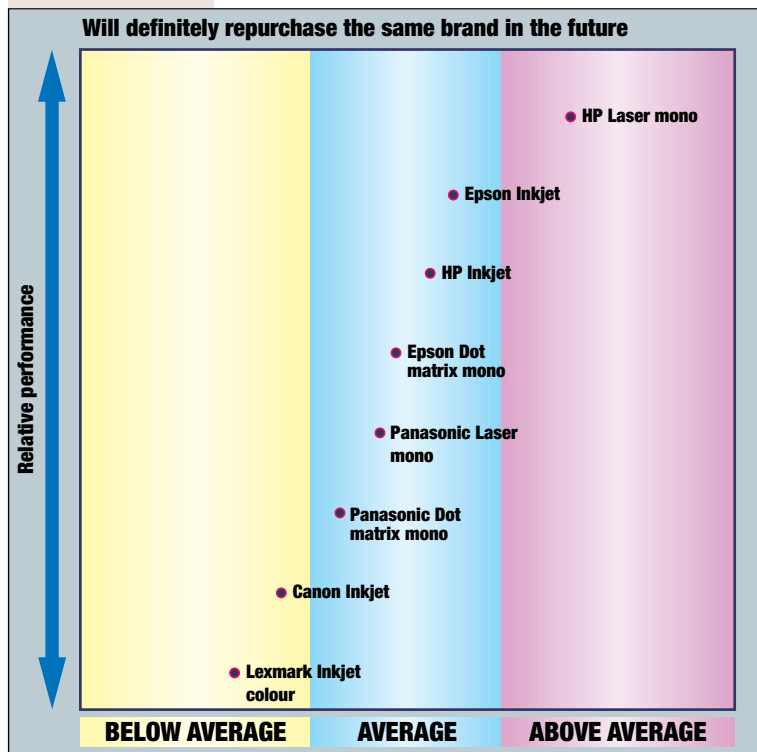 Will definitely repurchase the same brand in the future
Relative performance
HP Laser mono
Epson Inkjet
HP Inkjet
Epson Dot
matrix mono
Panasonic Laser
mono
Panasonic Dot
matrix mono
Canon Inkjet
Lexmark Inkjet
colour
BELOW AVERAGE
AVERAGE
ABOVE AVERAGE